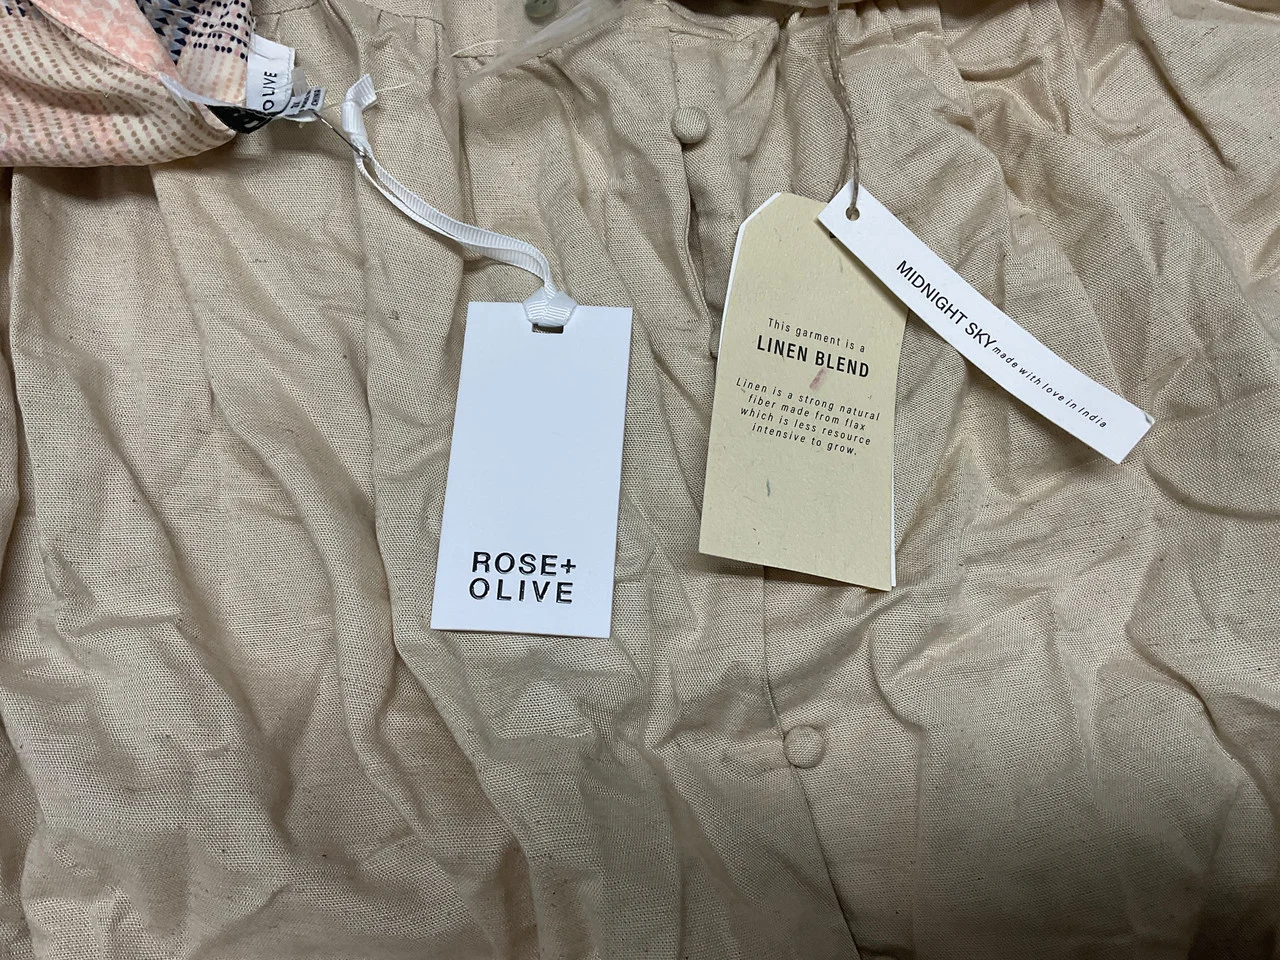 OLIVE
ROSE+
OLIVE
This garment is a
LINEN BLEND
Linen is a strong natural
fiber made from flax
which is less resource
intensive to grow.
MIDNIGHT SKY made with love in India